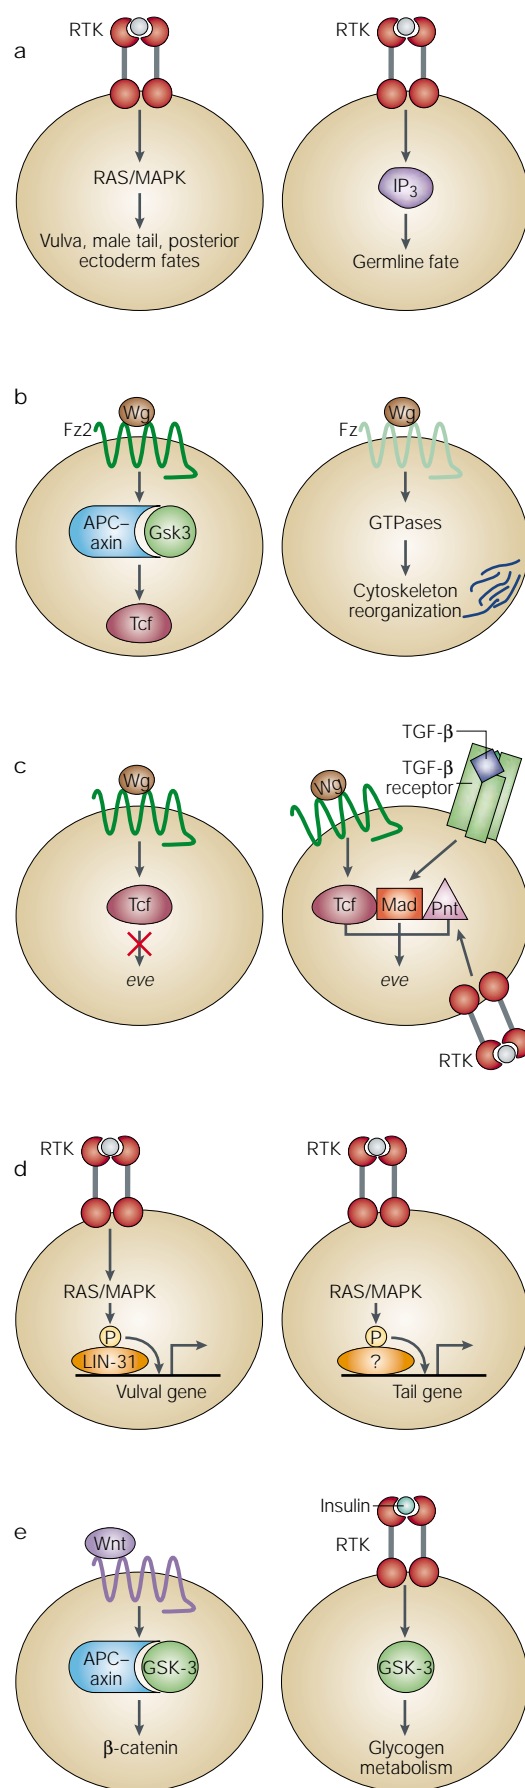 a
RTK
RAS/MAPK
Vulva, male tail, posterior
ectoderm fates
RTK
IP3
Germline fate
b
Wg
Fz2
APC–
axin
Gsk3
Tcf
Wg
Fz
GTPases
Cytoskeleton
reorganization
c
Wg
Tcf
eve
TGF-β
TGF-β
receptor
Wg
Tcf
Mad
Pnt
eve
RTK
d
RTK
RAS/MAPK
P
LIN-31
Vulval gene
RTK
RAS/MAPK
P
?
Tail gene
e
Wnt
APC–
axin
GSK-3
β-catenin
Insulin
RTK
GSK-3
Glycogen
metabolism